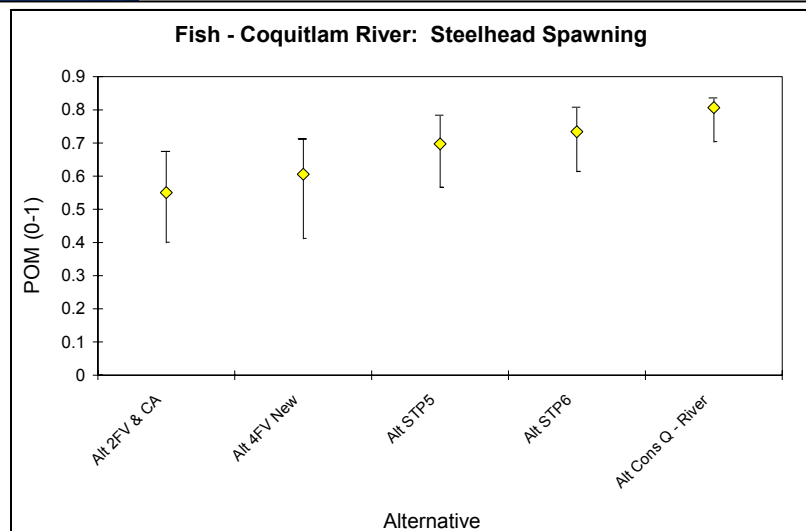 Fish - Coquitlam River: Steelhead Spawning
POM (0-1)
0.9
0.8
0.7
0.6
0.5
0.4
0.3
0.2
0.1
0
Alt 2FV & CA
Alt 4FV New
Alt STP5
Alt STP6
Alt Cons Q - River
Alternative